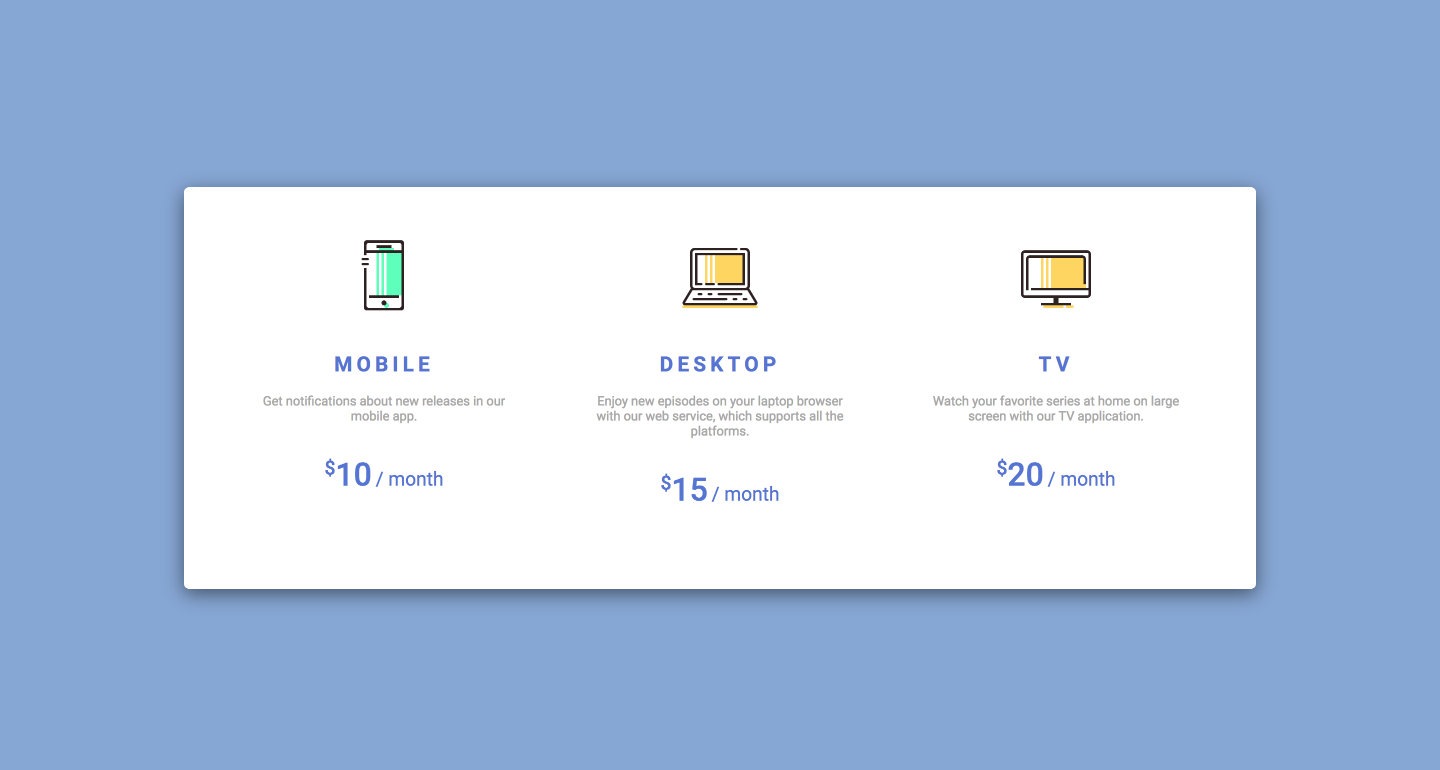 MOBILE
Get notifications about new releases in our
mobile app.
$10 / month
DESKTOP
Enjoy new episodes on your laptop browser
with our web service, which supports all the
platforms.
$15 / month
TV
Watch your favorite series at home on large
screen with our TV application.
$20 / month